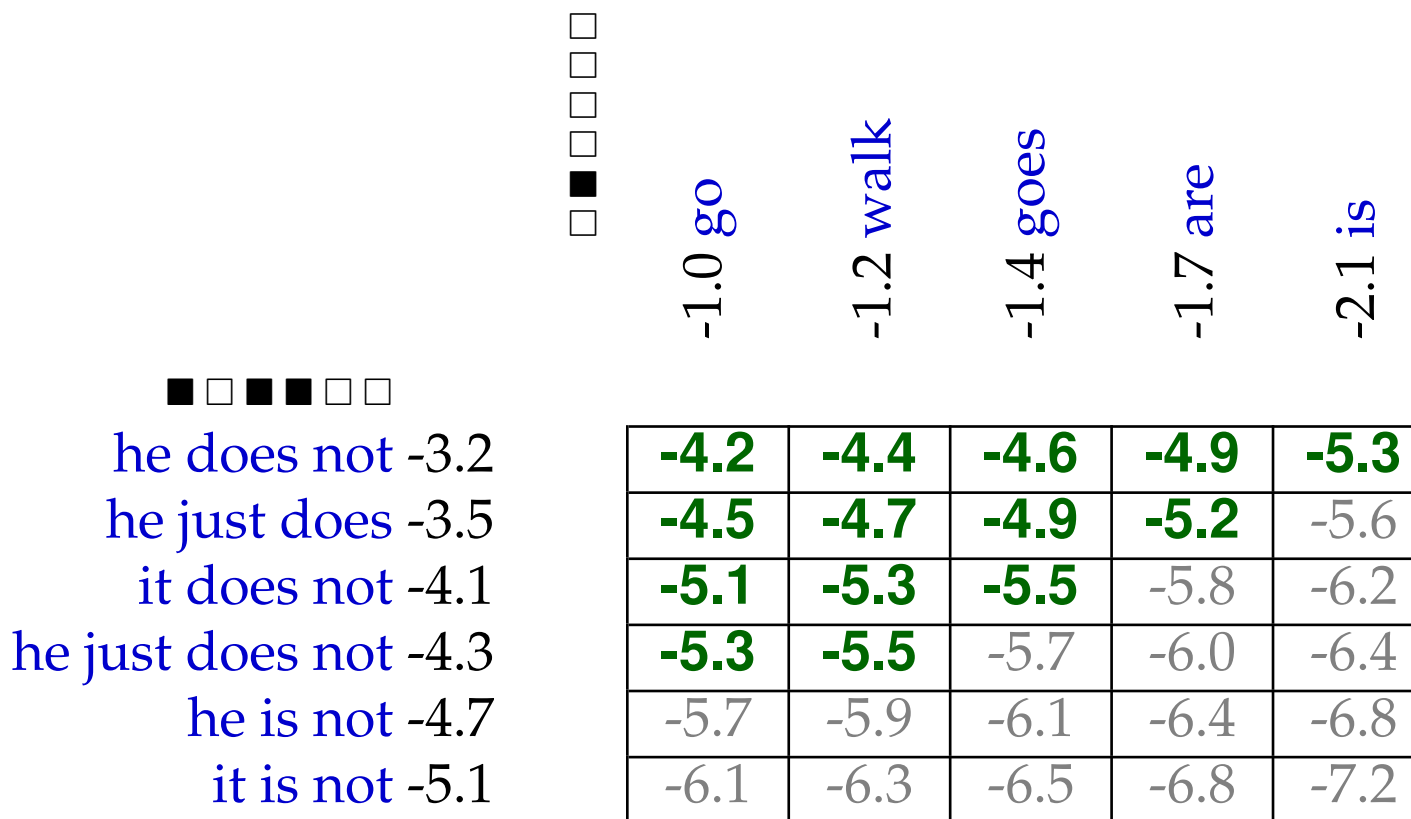 -1.0 go
-1.2 walk
-1.4 goes
-1.7 are
-2.1 is
he does not -3.2 -4.2 -4.4 -4.6 -4.9 -5.3
he just does -3.5 -4.5 -4.7 -4.9 -5.2 -5.6
it does not -4.1 -5.1 -5.3 -5.5 -5.8 -6.2
he just does not -4.3 -5.3 -5.5 -5.7 -6.0 -6.4
he is not -4.7 -5.7 -5.9 -6.1 -6.4 -6.8
it is not -5.1 -6.1 -6.3 -6.5 -6.8 -7.2